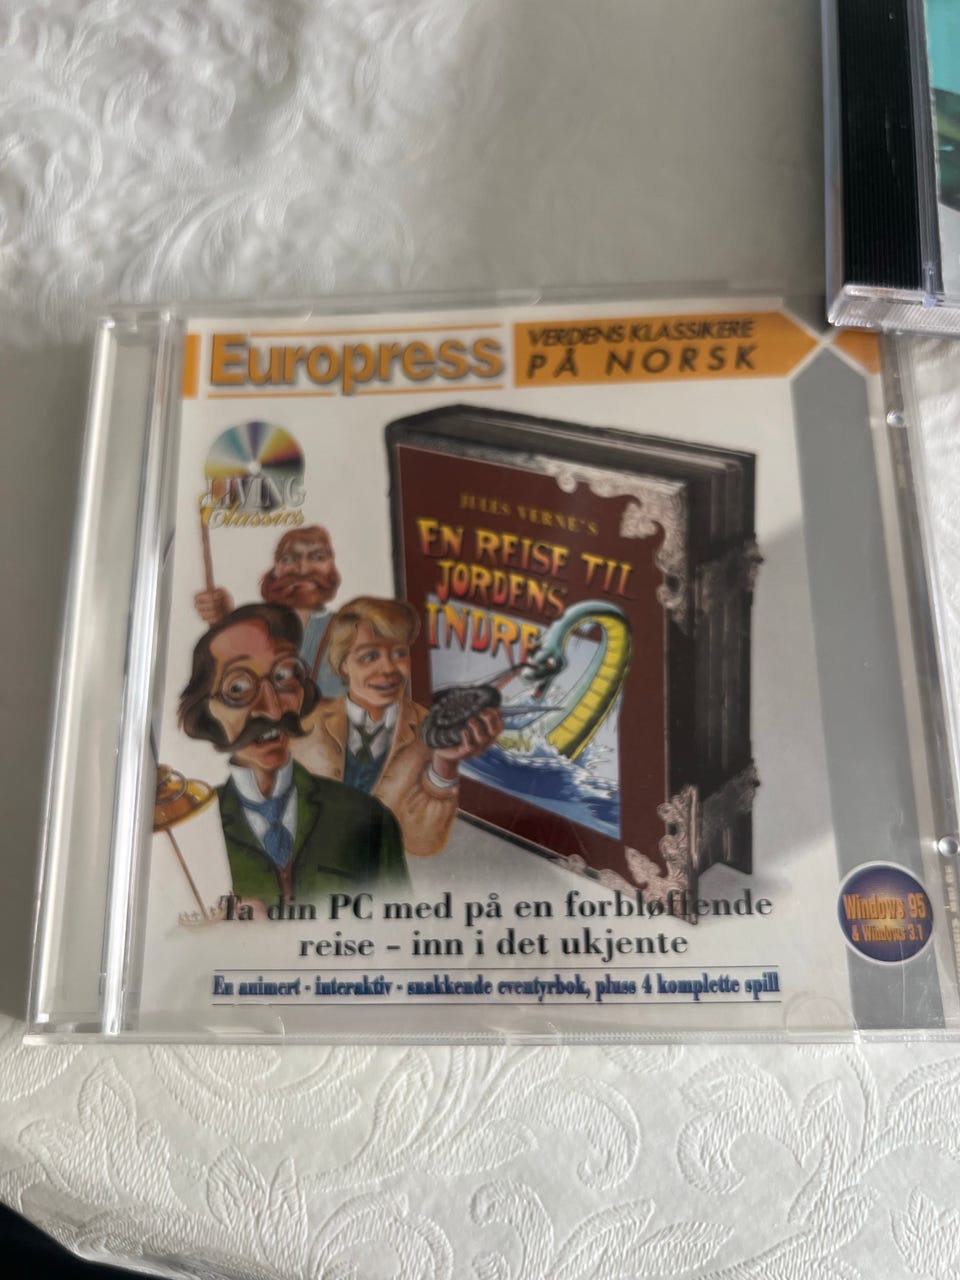 Europress
VERDENS KLASSIKERE
PÅ NORSK
LIVING
Classics
JULES VERNE'S
EN REISE TIL
JORDENS
INDRE
Ta din PC med på en forbløffende
reise – inn i det ukjente
En animert - interaktiv - snakkende eventyrbok, pluss 4 komplette spill
Windows 95
& Windows 3.1